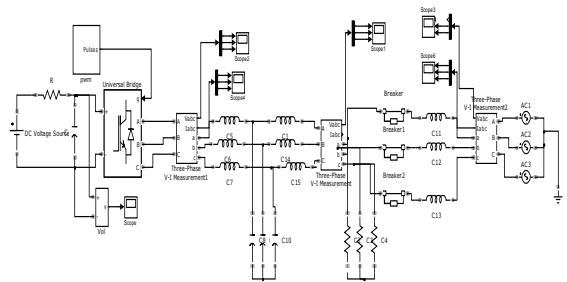 Scope3
Pulses
Scope2
Scope1
pwm
Scope6
Universal Bridge
Scope4
R
Breaker
Three-Phase
V-I Measurement2
AC1
g
Vabc
Iabc
Vabc
Iabc
Vabc
Iabc
DC Voltage Source
+
A
A
a
C5
C1
A
Breaker1
C11
a
A
AC2
B
B
b
C6
C14
B
b
C12
b
B
-
C
C
c
C7
C15
C
c
Breaker2
c
C
AC3
Three-Phase
V-I Measurement1
Three-Phase
V-I Measurement
C13
+
v
-
Scope
Vol
C8
C10
C4